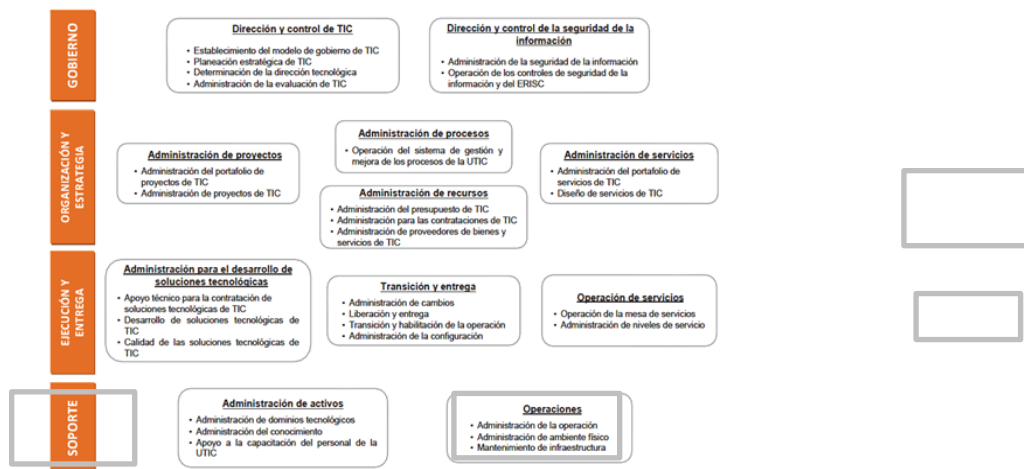 GOBIERNO
Dirección y control de TIC
• Establecimiento del modelo de gobierno de TIC
• Planeación estratégica de TIC
• Determinación de la dirección tecnológica
• Administración de la evaluación de TIC
Dirección y control de la seguridad de la
información
• Administración de la seguridad de la información
• Operación de los controles de seguridad de la
información y del ERISC
ORGANIZACIÓN Y
ESTRATEGIA
Administración de proyectos
• Administración del portafolio de
proyectos de TIC
• Administración de proyectos de TIC
Administración de procesos
• Operación del sistema de gestión y
mejora de los procesos de la UTIC
Administración de recursos
• Administración del presupuesto de TIC
• Administración para las contrataciones de TIC
• Administración de proveedores de bienes y
servicios de TIC
Administración de servicios
• Administración del portafolio de
servicios de TIC
• Diseño de servicios de TIC
EJECUCIÓN Y
ENTREGA
Administración para el desarrollo de
soluciones tecnológicas
• Apoyo técnico para la contratación de
soluciones tecnológicas de TIC
• Desarrollo de soluciones tecnológicas de
TIC
• Calidad de las soluciones tecnológicas de
TIC
Transición y entrega
• Administración de cambios
• Liberación y entrega
• Transición y habilitación de la operación
• Administración de la configuración
Operación de servicios
• Operación de la mesa de servicios
• Administración de niveles de servicio
SOPORTE
Administración de activos
• Administración de dominios tecnológicos
• Administración del conocimiento
• Apoyo a la capacitación del personal de la
UTIC
Operaciones
• Administración de la operación
• Administración de ambiente físico
• Mantenimiento de infraestructura